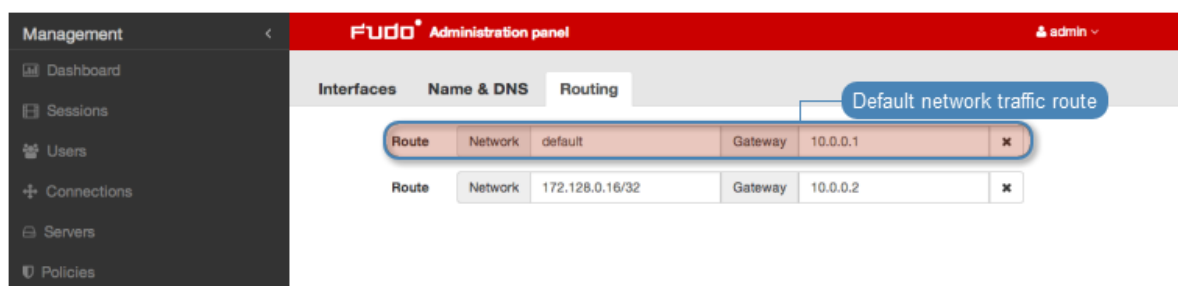 Management
FUDO Administration panel
admin
Dashboard
Interfaces Name & DNS Routing
Default network traffic route
Sessions
Users
Route Network default Gateway 10.0.0.1
Connections
Route Network 172.128.0.16/32 Gateway 10.0.0.2
Servers
Policies